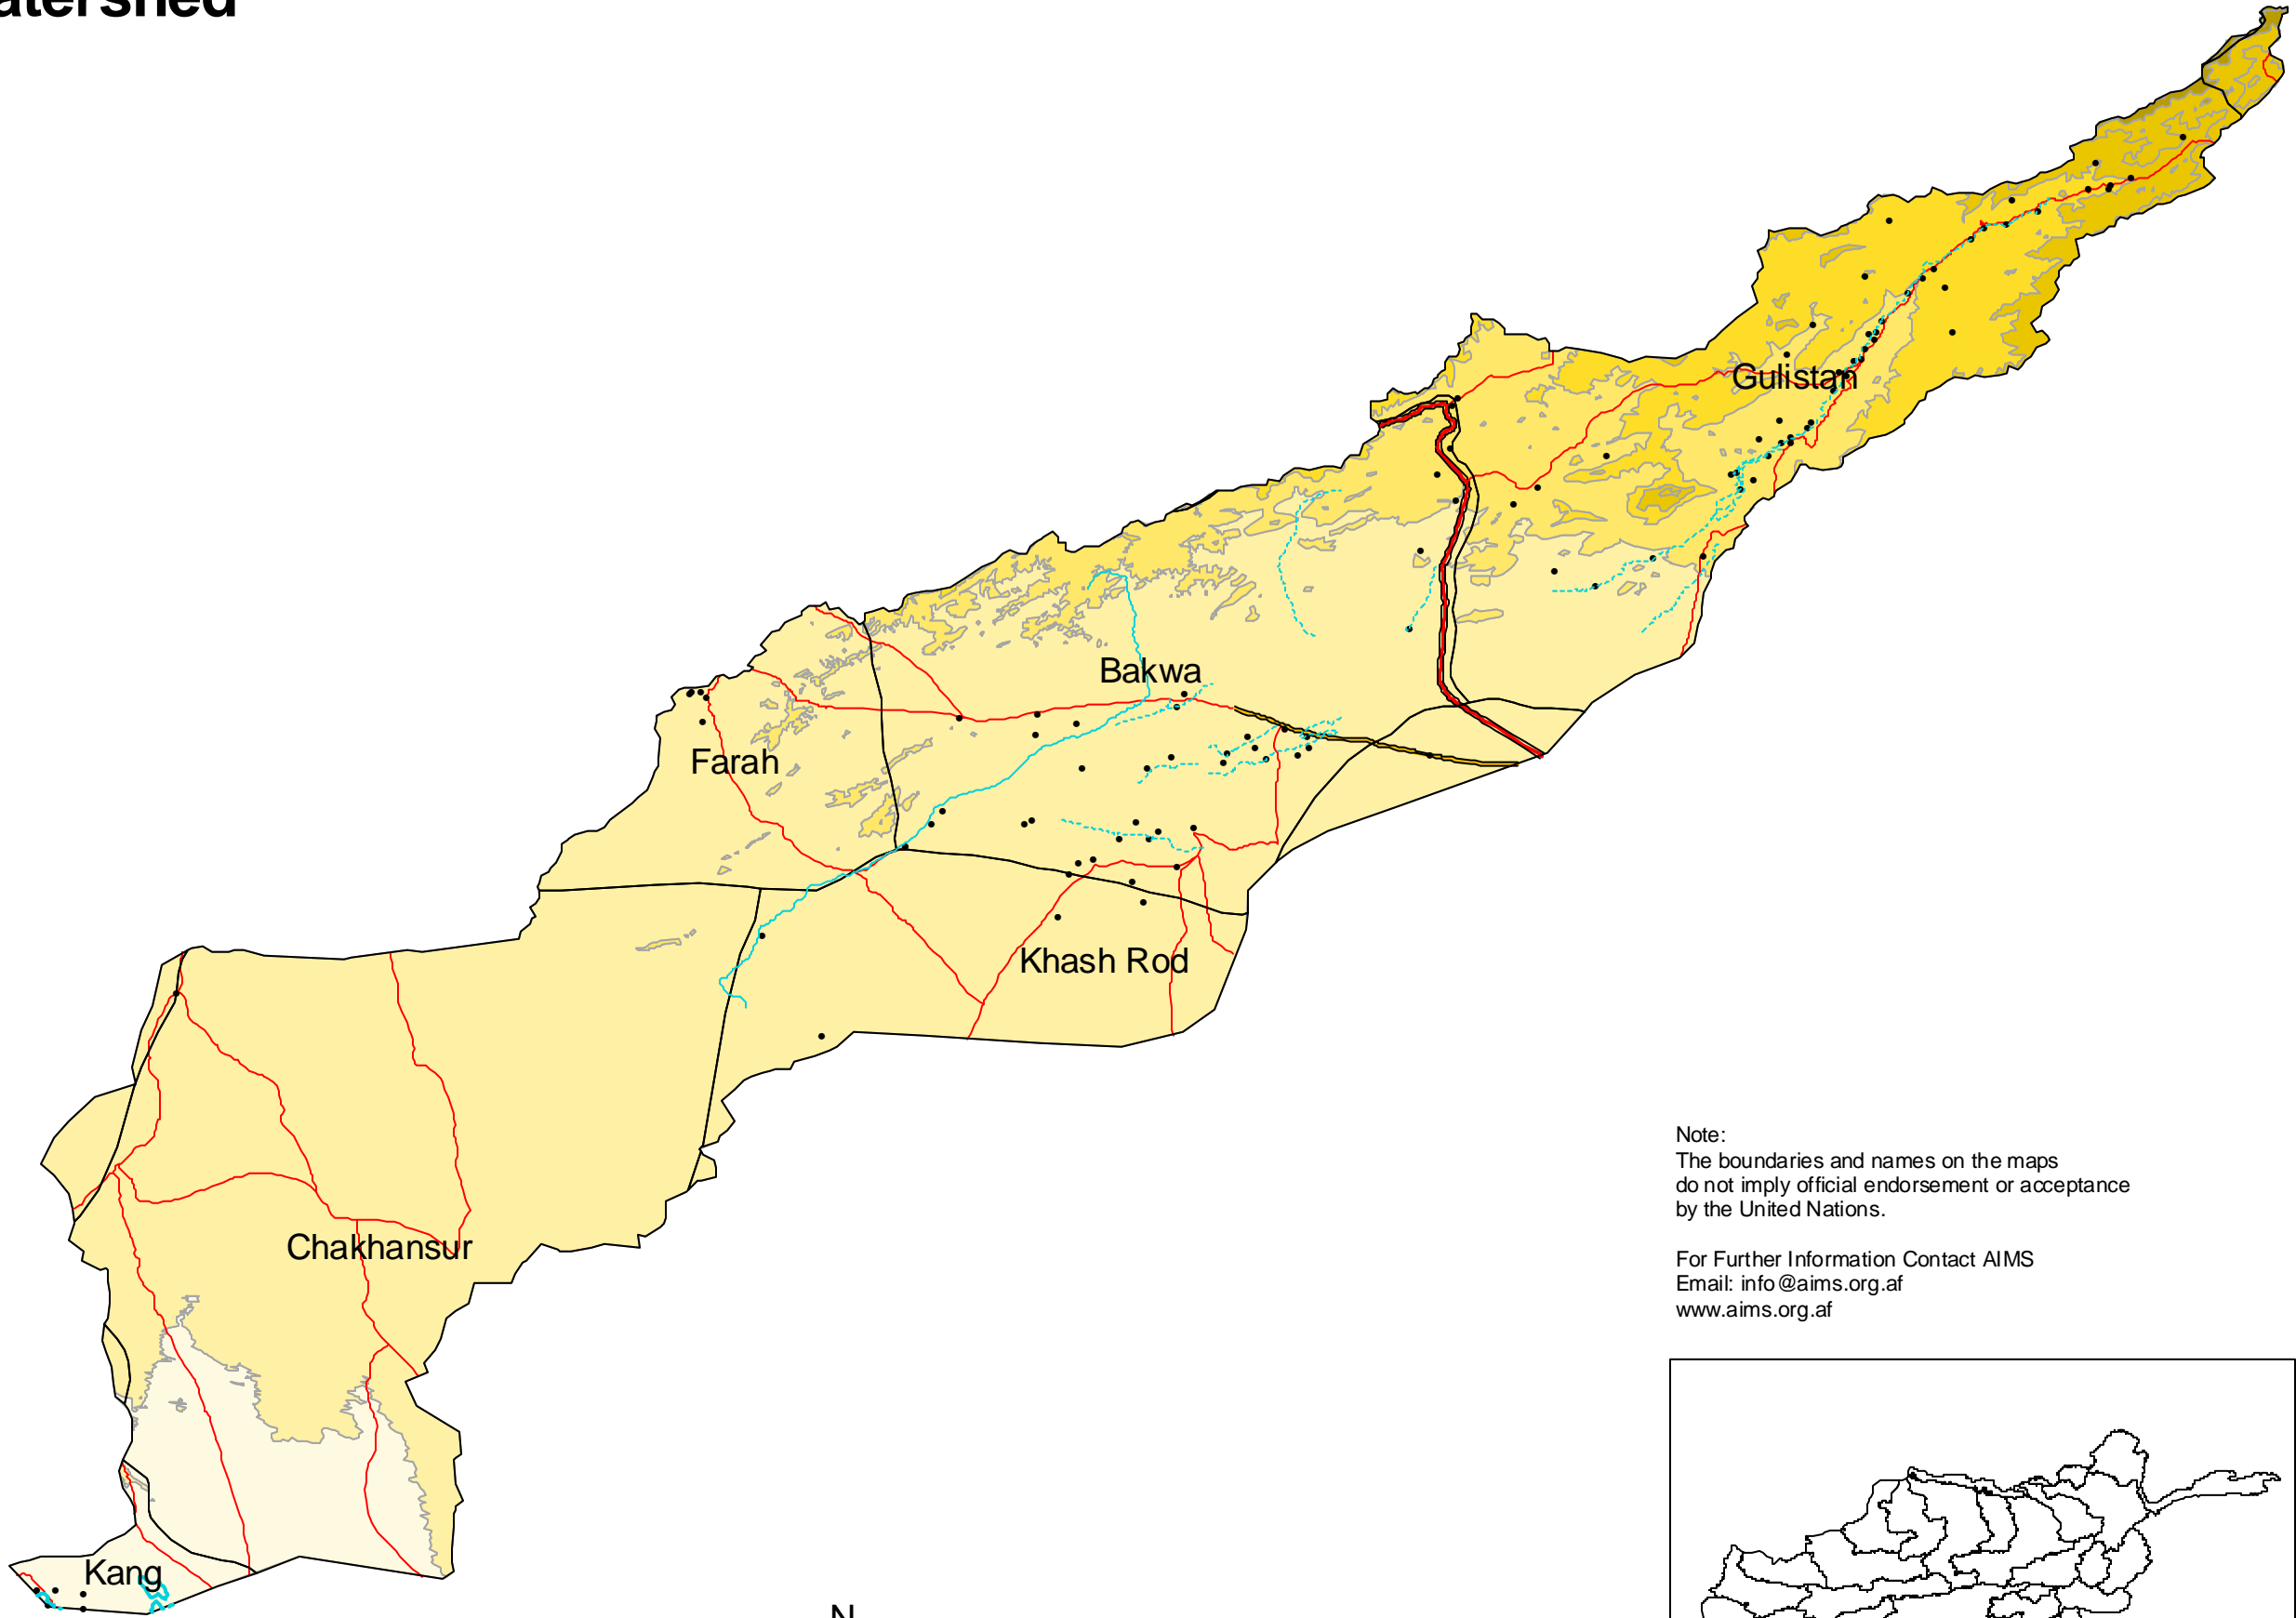 Gulistan
Bakwa
Farah
Khash Rod
Note:
The boundaries and names on the maps
do not imply official endorsement or acceptance
by the United Nations.
Chakhansur
For Further Information Contact AIMS
Email: info@aims.org.af
www.aims.org.af
Kang
N